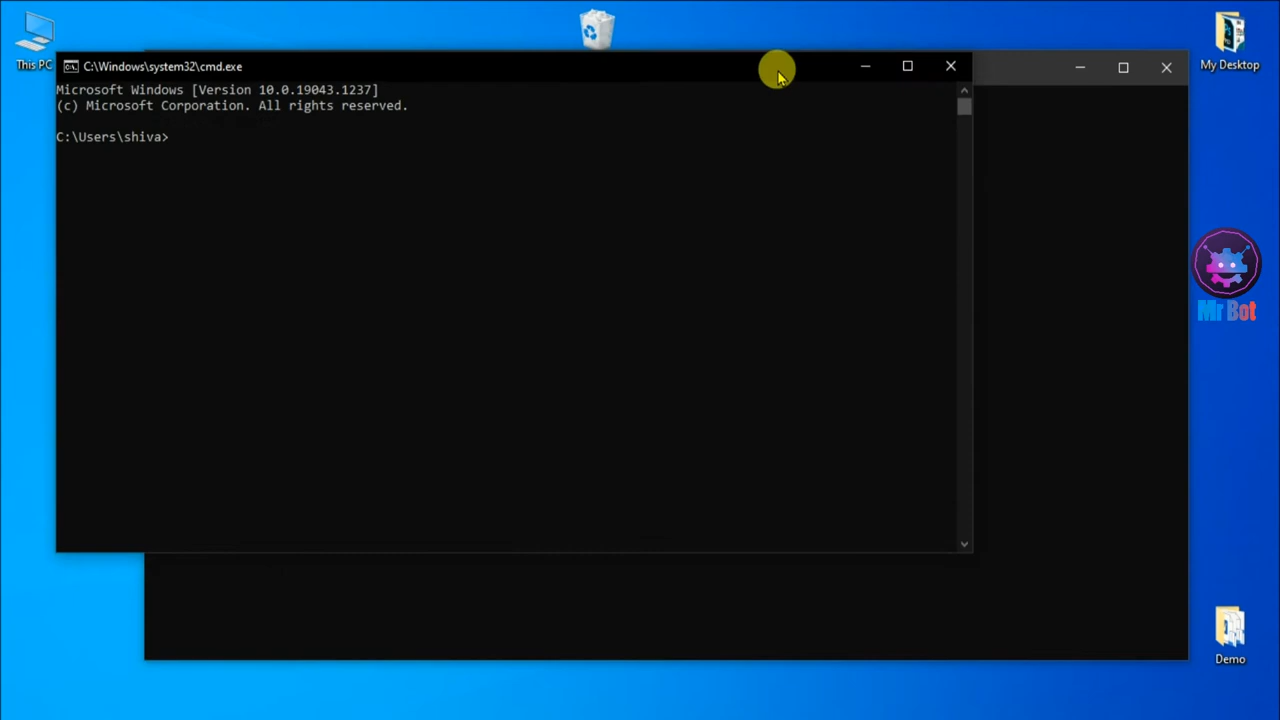 This PC
My Desktop
C:\Windows\system32\cmd.exe
Microsoft Windows [Version 10.0.19043.1237]
(c) Microsoft Corporation. All rights reserved.
C:\Users\shiva>
Mr Bot
Demo